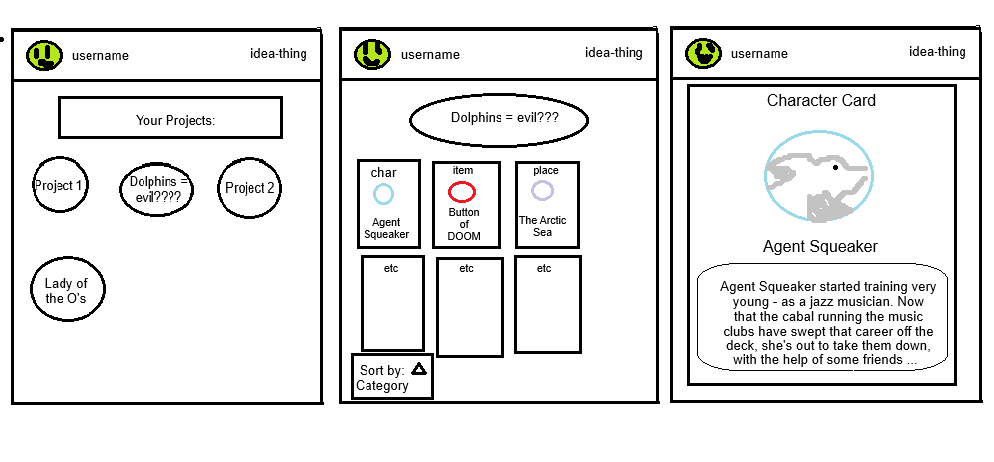 username
idea-thing
Your Projects:
Project 1
Dolphins =
evil????
Project 2
Lady of
the O's
username
idea-thing
Dolphins = evil???
char
Agent
Squeaker
item
Button
of
DOOM
place
The Arctic
Sea
etc
etc
etc
Sort by:
Category
username
idea-thing
Character Card
Agent Squeaker
Agent Squeaker started training very
young - as a jazz musician. Now
that the cabal running the music
clubs have swept that career off the
deck, she's out to take them down,
with the help of some friends ...